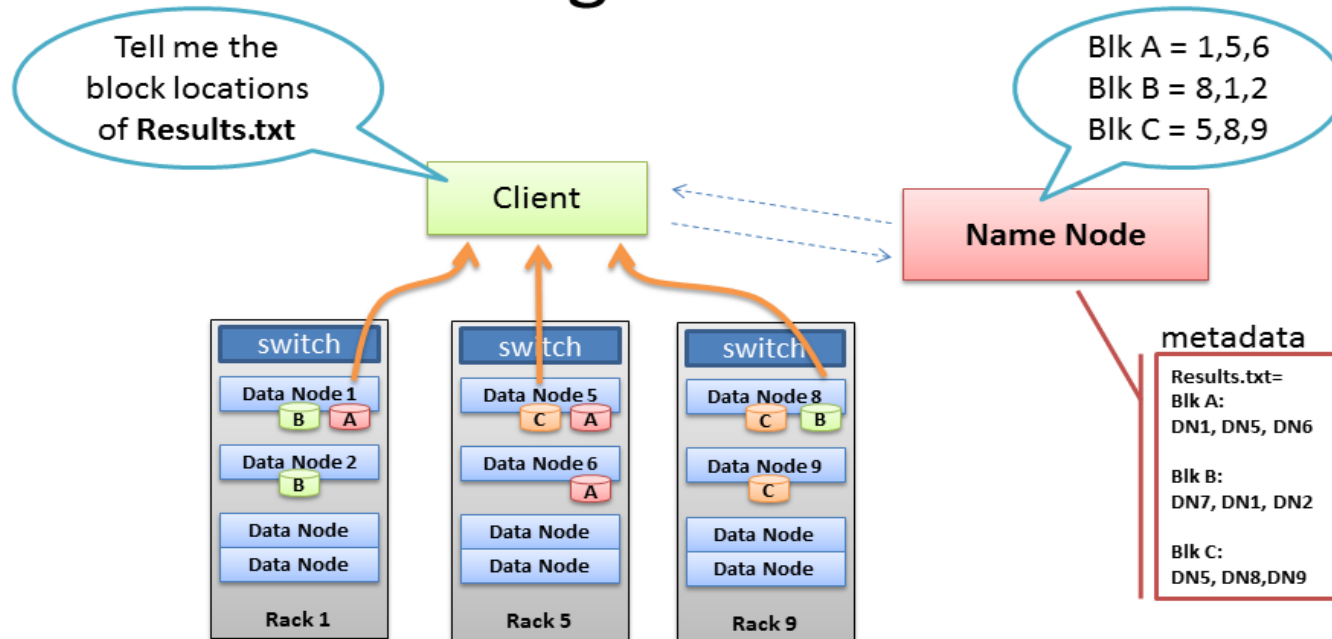 Tell me the
block locations
of Results.txt
Blk A = 1,5,6
Blk B = 8,1,2
Blk C = 5,8,9
Client
Name Node
switch
Data Node 1
B
A
Data Node 2
B
Data Node
Data Node
Rack 1
switch
Data Node 5
C
A
Data Node 6
A
Data Node
Data Node
Rack 5
switch
Data Node 8
C
B
Data Node 9
C
Data Node
Data Node
Rack 9
metadata
Results.txt=
Blk A:
DN1, DN5, DN6
Blk B:
DN7, DN1, DN2
Blk C:
DN5, DN8,DN9